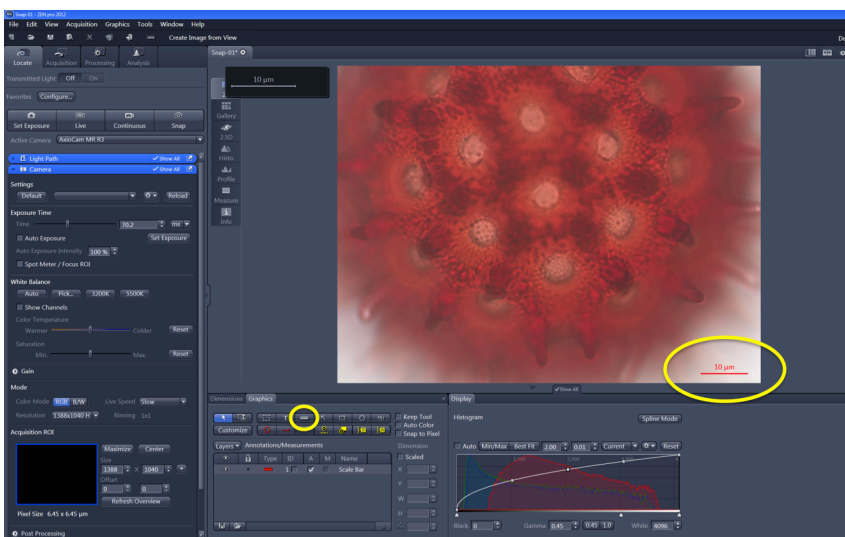 Snap-01 - ZEN pro 2012
File Edit View Acquisition Graphics Tools Window Help
Create Image from View
Locate Acquisition Processing Analysis
Transmitted Light Off On
Favorites Configure...
Set Exposure Live Continuous Snap
Active Camera AxioCam MR R3
Light Path Show All
Camera Show All
Settings
Default Reload
Exposure Time
Time 70.2 ms
Auto Exposure Set Exposure
Auto Exposure Intensity 100 %
Spot Meter / Focus ROI
White Balance
Auto Pick... 3200K 5500K
Show Channels
Color Temperature
Warmer Colder Reset
Saturation
Min. Max. Reset
Gain
Mode
Color Mode RGB B/W Live Speed Slow
Resolution 1388x1040 H Binning 1x1
Acquisition ROI
Maximize Center
Size
1388 X 1040
Offset
0 0
Refresh Overview
Pixel Size 6.45 x 6.45 µm
Post Processing
Snap-01*
10 µm
Gallery
2.5D
Histo
Profile
Measure
Info
10 µm
Show All
Dimensions Graphics
Keep Tool
Auto Color
Snap to Pixel
Customize
Layers Annotations/Measurements
Type ID A M Name
1 Scale Bar
Dimension
Scaled
X
Y
W
H
Display
Histogram Spline Mode
Auto Min/Max Best Fit 2.00 0.01 Current Reset
Black 0 Gamma 0.45 0.45 1.0 White 4096